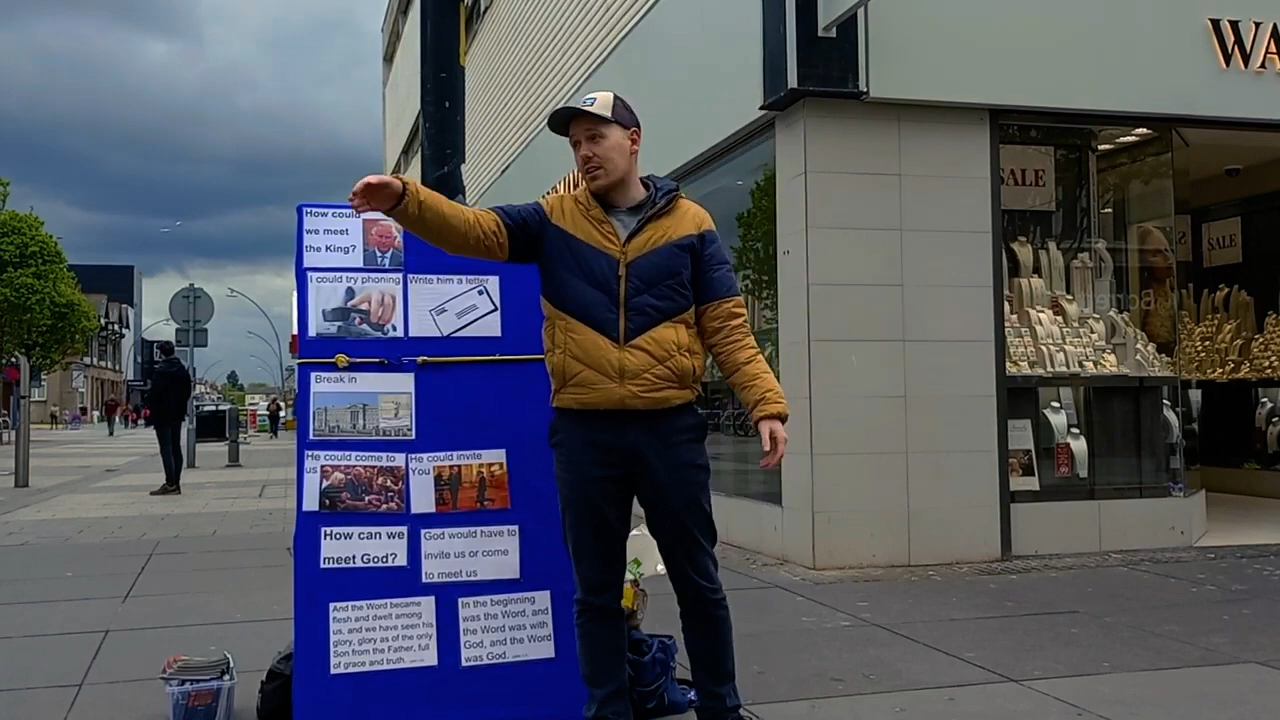 How could
we meet
the King?
I could try phoning
Write him a letter
Break in
He could come to
us
He could invite
You
How can we
meet God?
God would have to
invite us or come
to meet us
And the Word became
flesh and dwelt among
us, and we have seen his
glory, glory as of the only
Son from the Father, full
of grace and truth.
In the beginning
was the Word, and
the Word was with
God, and the Word
was God.
WA
SALE
SALE